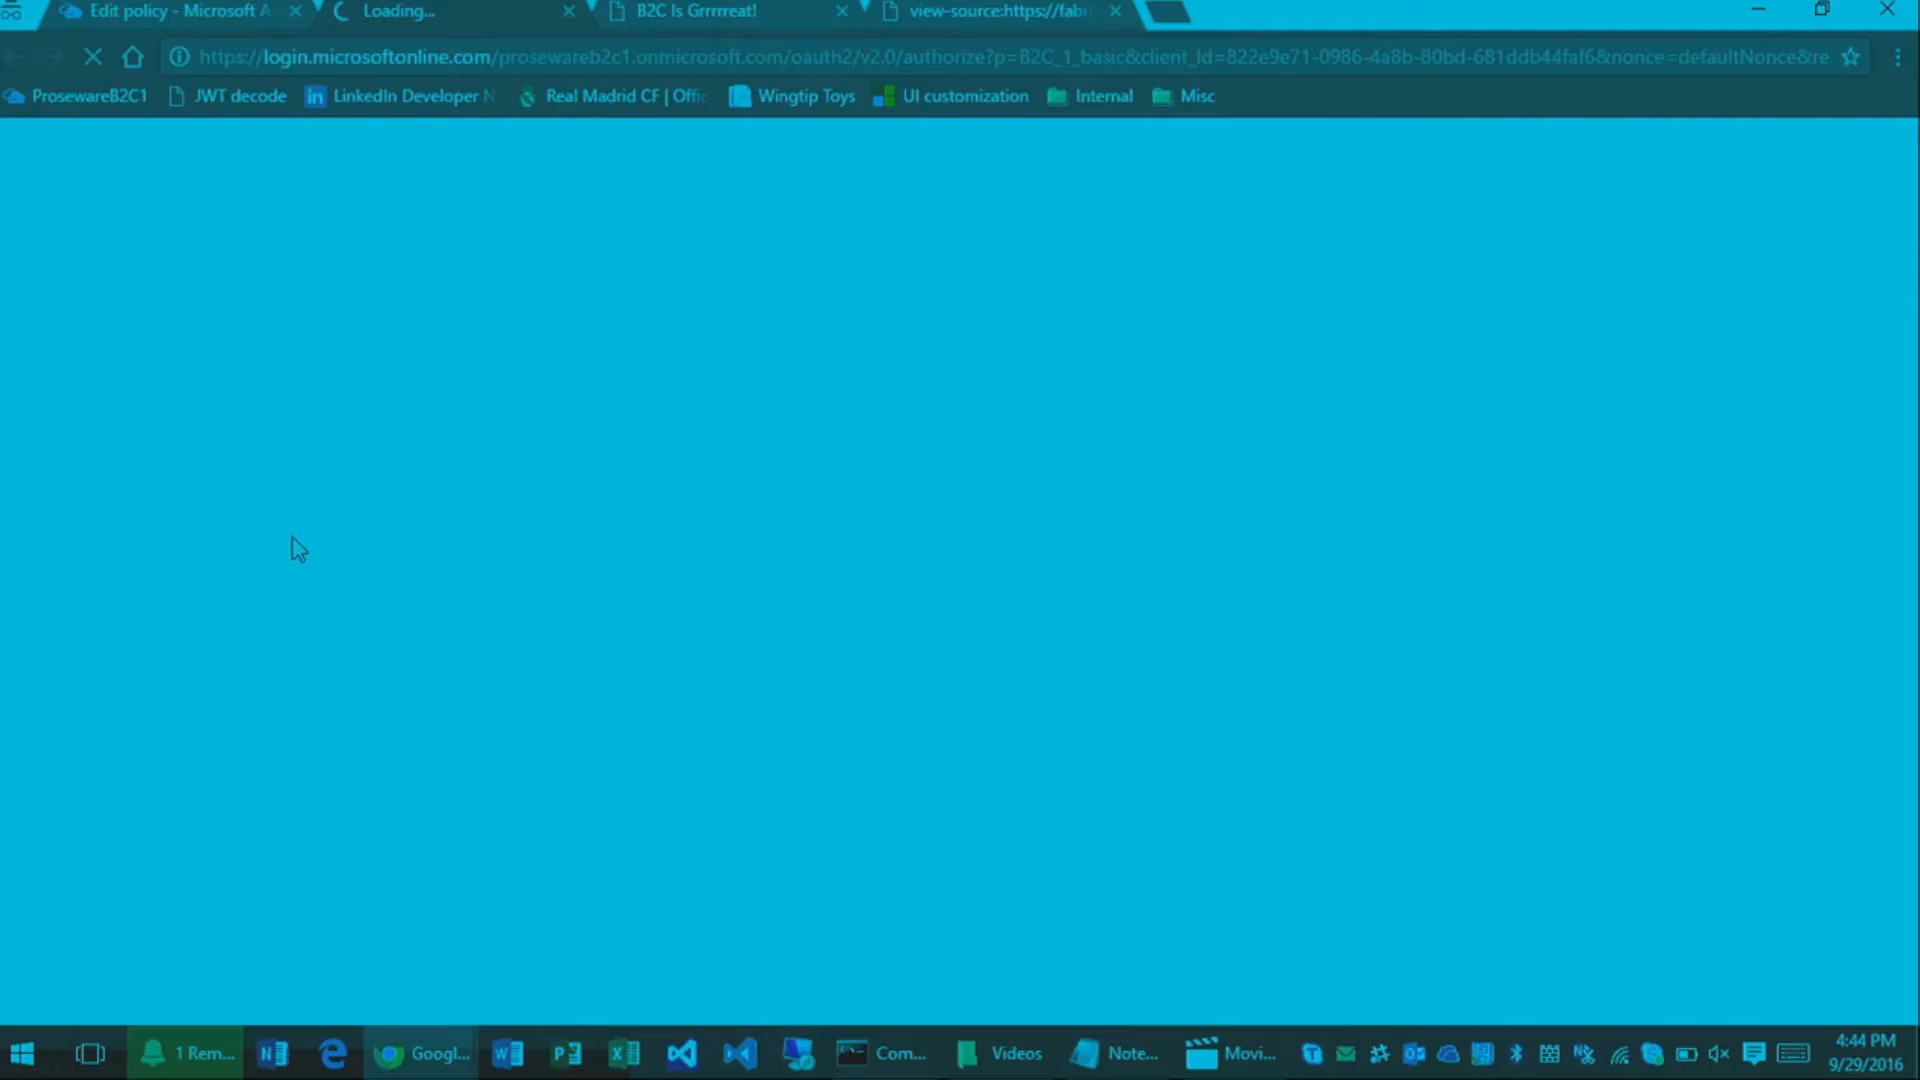 Edit policy - Microsoft A
Loading...
B2C Is Grrrrreat!
view-source:https://fabr
https://login.microsoftonline.com/prosewareb2c1.onmicrosoft.com/oauth2/v2.0/authorize?p=B2C_1_basic&client_Id=822e9e71-0986-4a8b-80bd-681ddb44faf6&nonce=defaultNonce&re
ProsewareB2C1
JWT decode
in
LinkedIn Developer N
Real Madrid CF | Offic
Wingtip Toys
UI customization
Internal
Misc
1 Rem...
Googl...
Com...
Videos
Note...
Movi...
4:44 PM
9/29/2016